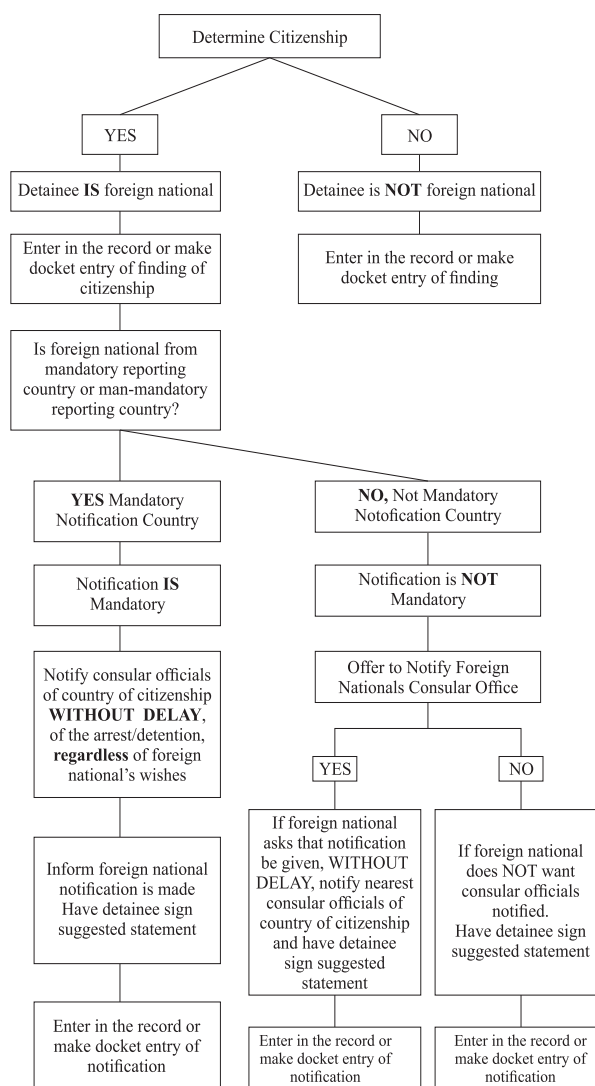 Determine Citizenship
YES
NO
Detainee IS foreign national
Detainee is NOT foreign national
Enter in the record or make
docket entry of finding of
citizenship
Enter in the record or make
docket entry of finding
Is foreign national from
mandatory reporting
country or man-mandatory
reporting country?
YES Mandatory
Notification Country
NO, Not Mandatory
Notofication Country
Notification IS
Mandatory
Notification is NOT
Mandatory
Notify consular officials
of country of citizenship
WITHOUT DELAY,
of the arrest/detention,
regardless of foreign
national’s wishes
Offer to Notify Foreign
Nationals Consular Office
YES
NO
Inform foreign national
notification is made
Have detainee sign
suggested statement
If foreign national
asks that notification
be given, WITHOUT
DELAY, notify nearest
consular officials of
country of citizenship
and have detainee
sign suggested
statement
If foreign national
does NOT want
consular officials
notified.
Have detainee sign
suggested statement
Enter in the record or
make docket entry of
notification
Enter in the record or
make docket entry of
notification
Enter in the record or
make docket entry of
notification